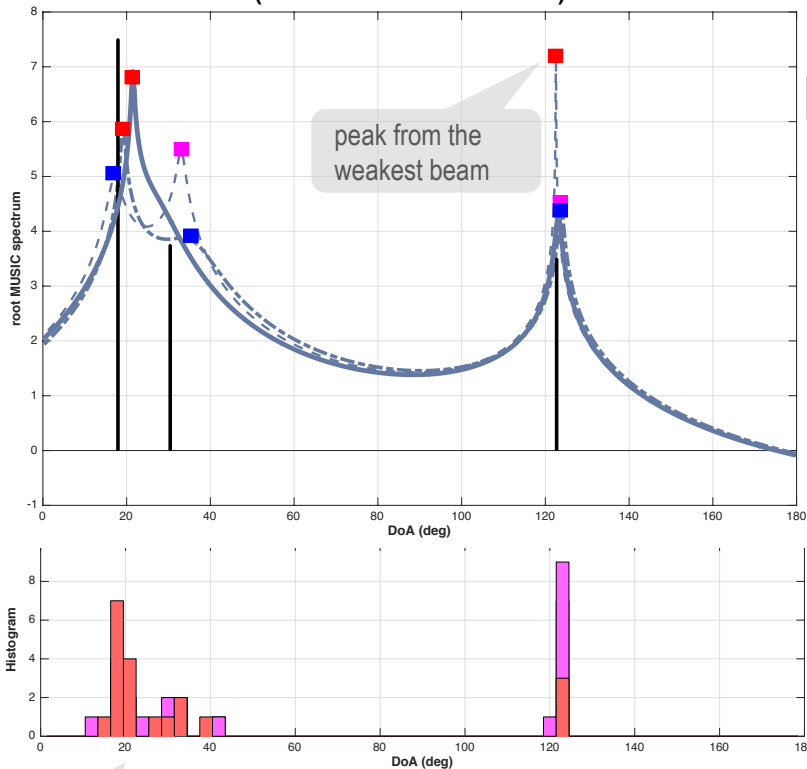 8
7
6
5
4
3
2
1
0
-1
root MUSIC spectrum
peak from the
weakest beam
0 20 40 60 80 100 120 140 160 180
DoA (deg)
8
6
4
2
0
Histogram
0 20 40 60 80 100 120 140 160
DoA (deg)